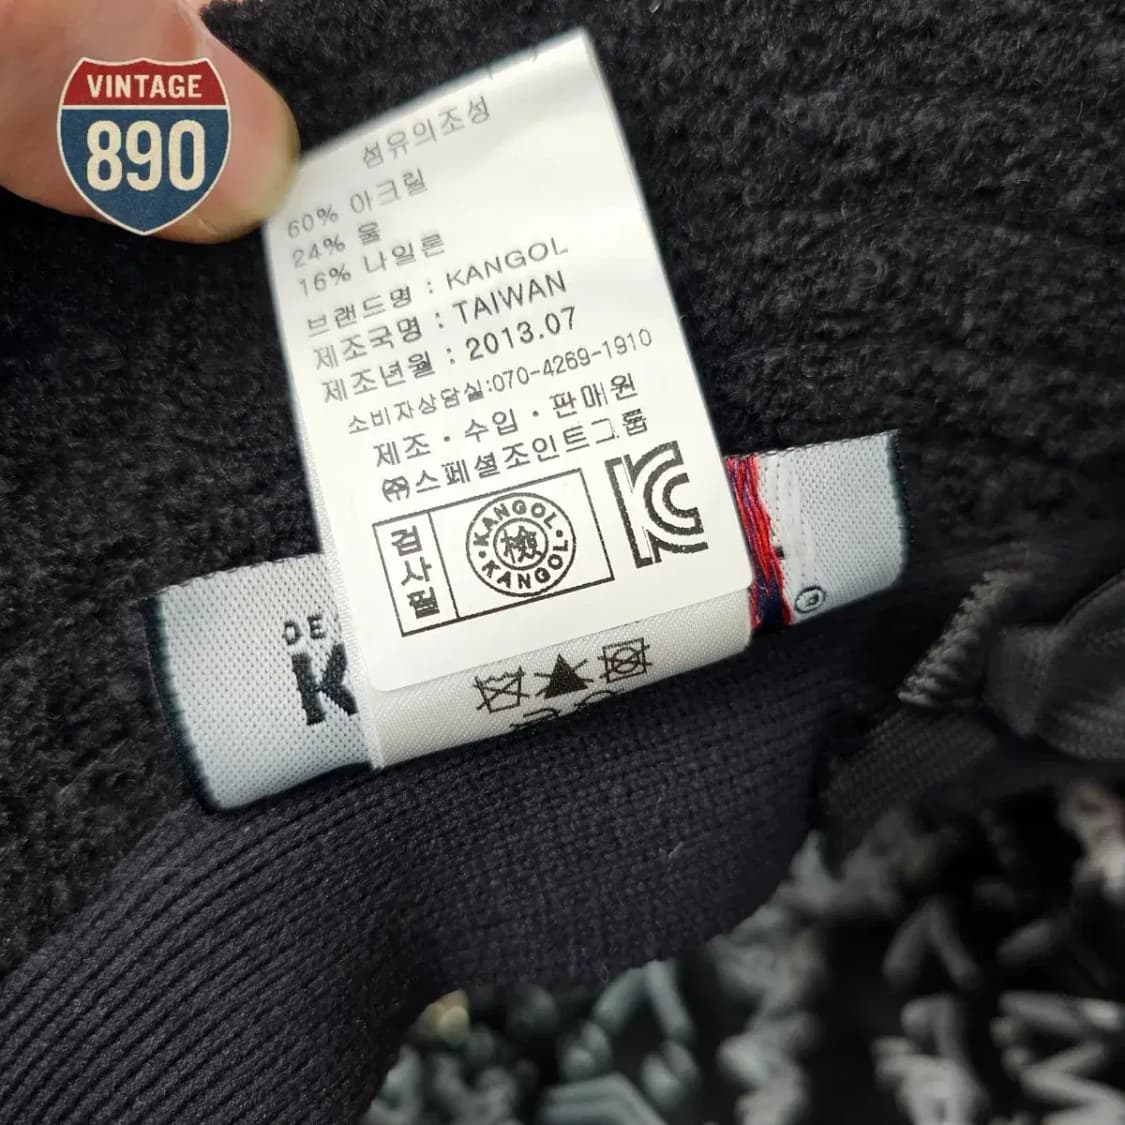 VINTAGE
890
섬유의조성
60% 아크릴
24% 울
16% 나일론
브랜드명 : KANGOL
제조국명 : TAIWAN
제조년월 : 2013.07
소비자상담실:070-4269-1910
제조 · 수입 · 판매원
㈜스페셜조인트그룹
검사필
KANGOL · KANGOL ·
檢
KC
DE
K
®